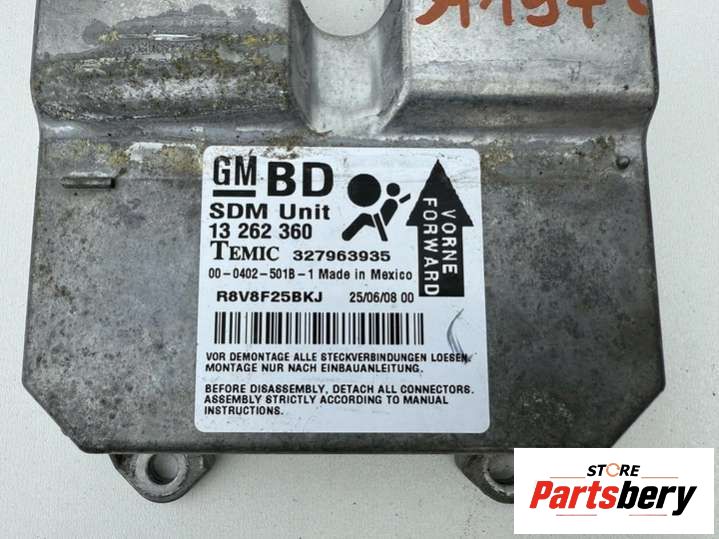 GM BD
SDM Unit
13 262 360
TEMIC 327963935
00-0402-501B-1 Made in Mexico
R8V8F25BKJ 25/06/08 00
VORNE
FORWARD
VOR DEMONTAGE ALLE STECKVERBINDUNGEN LOESEN.
MONTAGE NUR NACH EINBAUANLEITUNG.
BEFORE DISASSEMBLY, DETACH ALL CONNECTORS.
ASSEMBLY STRICTLY ACCORDING TO MANUAL
INSTRUCTIONS.
STORE
Partsbery